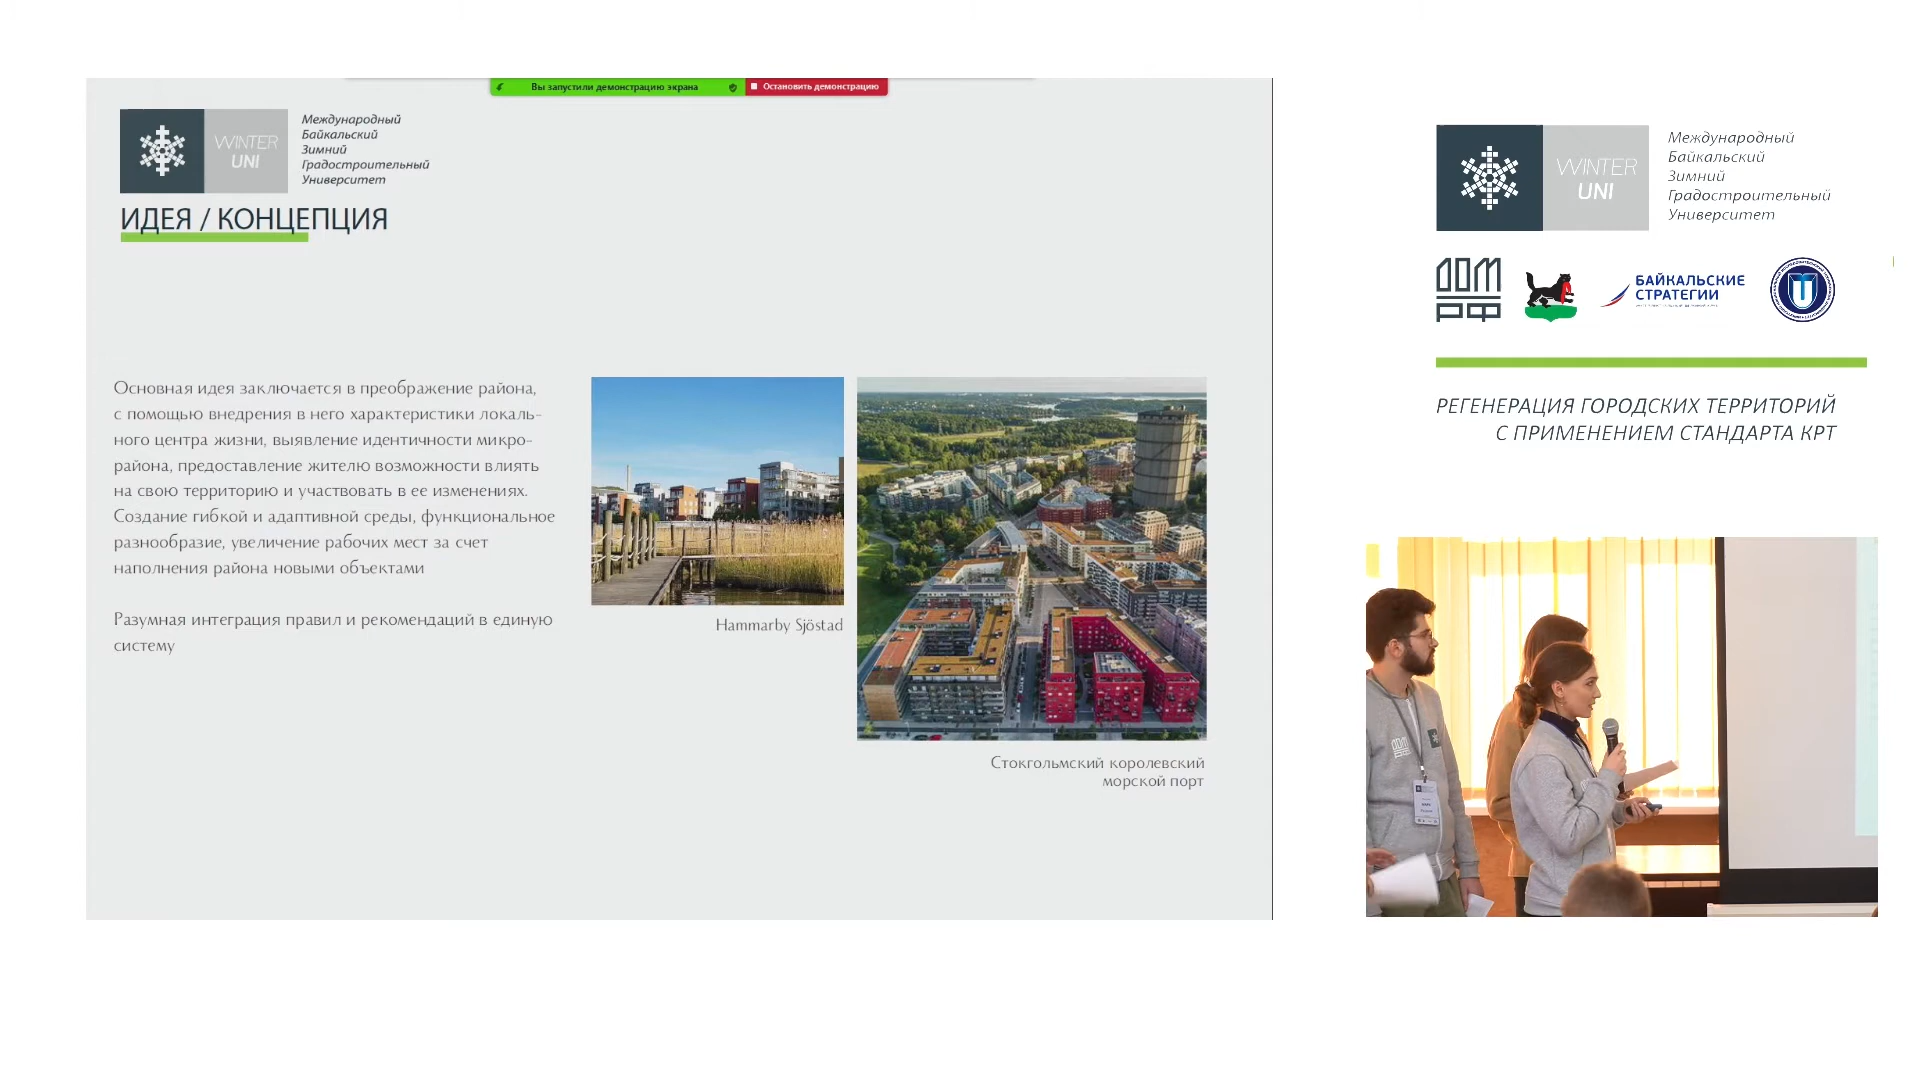 Вы запустили демонстрацию экрана
Остановить демонстрацию
WINTER
UNI
Международный
Байкальский
Зимний
Градостроительный
Университет
ИДЕЯ / КОНЦЕПЦИЯ
Основная идея заключается в преображение района,
с помощью внедрения в него характеристики локаль-
ного центра жизни, выявление идентичности микро-
района, предоставление жителю возможности влиять
на свою территорию и участвовать в ее изменениях.
Создание гибкой и адаптивной среды, функциональное
разнообразие, увеличение рабочих мест за счет
наполнения района новыми объектами
Разумная интеграция правил и рекомендаций в единую
систему
Hammarby Sjöstad
Стокгольмский королевский
морской порт
WINTER
UNI
Международный
Байкальский
Зимний
Градостроительный
Университет
ДОМ
РФ
БАЙКАЛЬСКИЕ
СТРАТЕГИИ
РЕГЕНЕРАЦИЯ ГОРОДСКИХ ТЕРРИТОРИЙ
С ПРИМЕНЕНИЕМ СТАНДАРТА КРТ